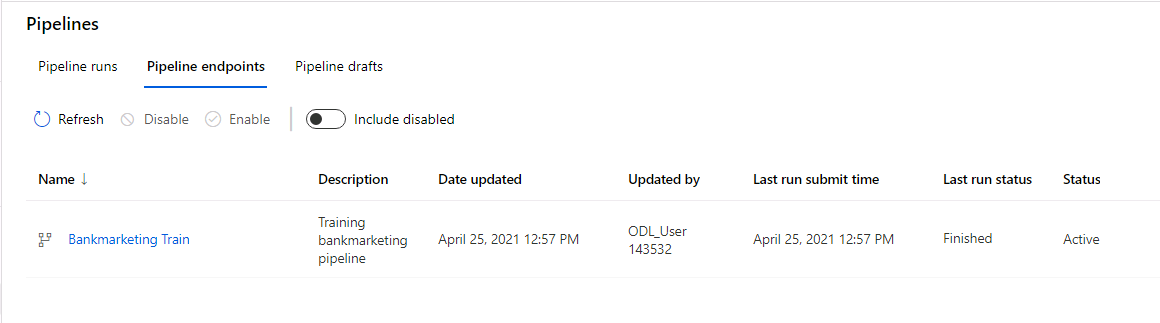 Pipelines
Pipeline runs Pipeline endpoints Pipeline drafts
Refresh Disable Enable Include disabled
Name ↓ Description Date updated Updated by Last run submit time Last run status Status
Bankmarketing Train Training bankmarketing pipeline April 25, 2021 12:57 PM ODL_User 143532 April 25, 2021 12:57 PM Finished Active